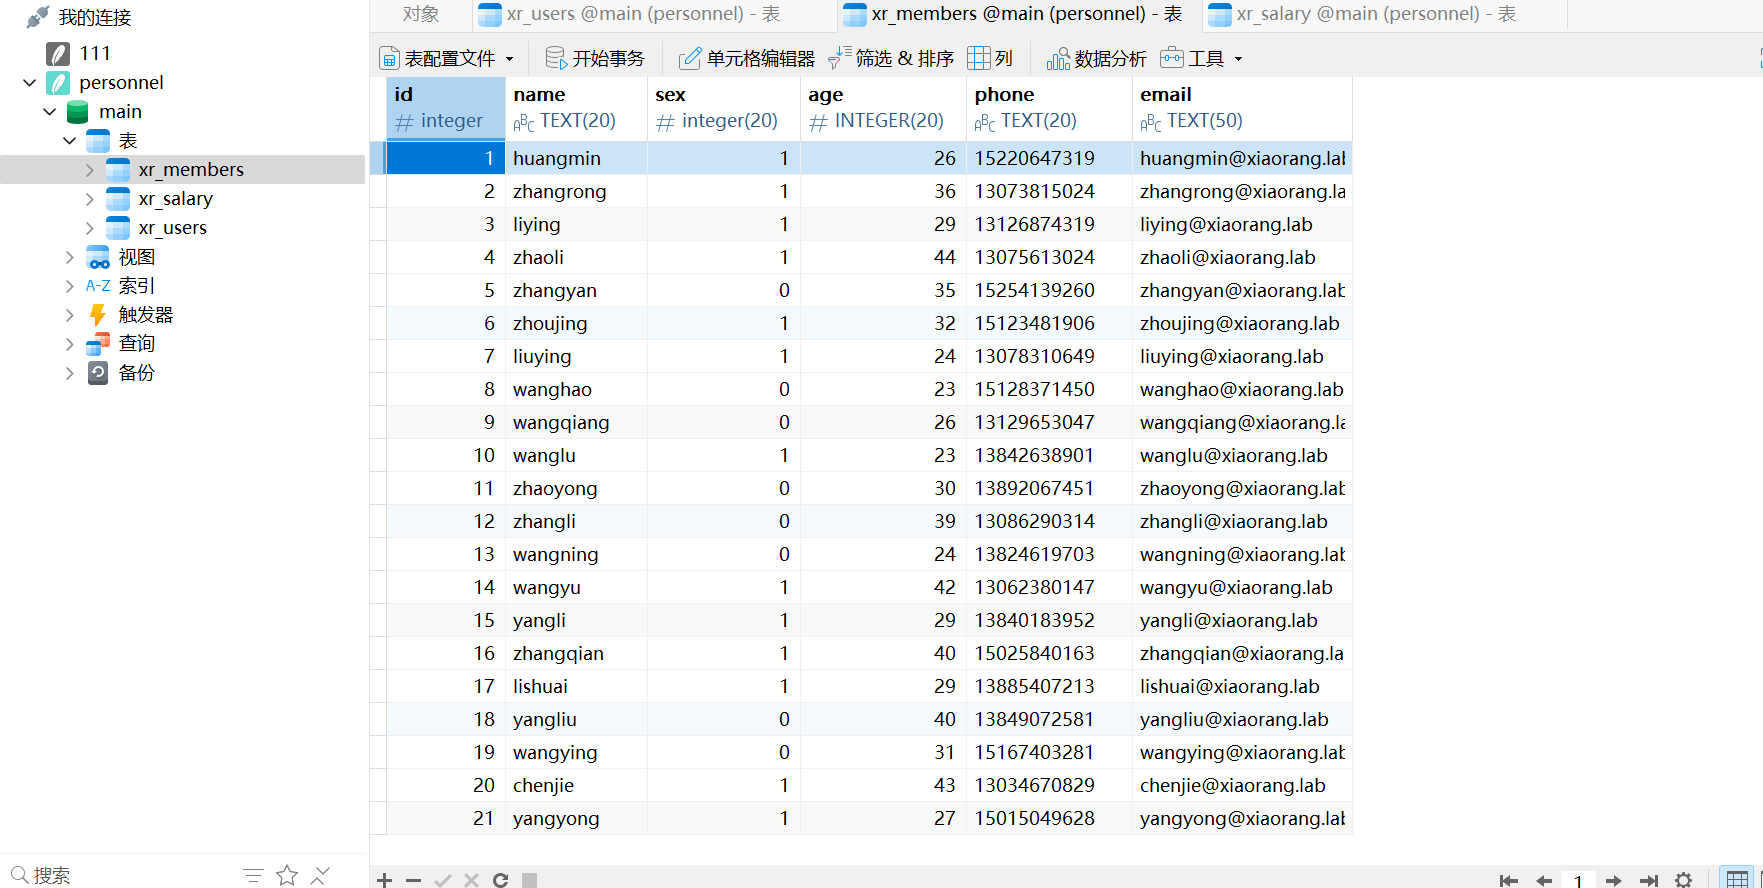 我的连接
111
personnel
main
表
xr_members
xr_salary
xr_users
视图
A-Z 索引
触发器
查询
备份
搜索
对象 xr_users @main (personnel) - 表 xr_members @main (personnel) - 表 xr_salary @main (personnel) - 表
表配置文件 开始事务 单元格编辑器 筛选 & 排序 列 数据分析 工具
id name sex age phone email
# integer ABC TEXT(20) # integer(20) # INTEGER(20) ABC TEXT(20) ABC TEXT(50)
1 huangmin 1 26 15220647319 huangmin@xiaorang.lab
2 zhangrong 1 36 13073815024 zhangrong@xiaorang.la
3 liying 1 29 13126874319 liying@xiaorang.lab
4 zhaoli 1 44 13075613024 zhaoli@xiaorang.lab
5 zhangyan 0 35 15254139260 zhangyan@xiaorang.lab
6 zhoujing 1 32 15123481906 zhoujing@xiaorang.lab
7 liuying 1 24 13078310649 liuying@xiaorang.lab
8 wanghao 0 23 15128371450 wanghao@xiaorang.lab
9 wangqiang 0 26 13129653047 wangqiang@xiaorang.la
10 wanglu 1 23 13842638901 wanglu@xiaorang.lab
11 zhaoyong 0 30 13892067451 zhaoyong@xiaorang.lab
12 zhangli 0 39 13086290314 zhangli@xiaorang.lab
13 wangning 0 24 13824619703 wangning@xiaorang.lab
14 wangyu 1 42 13062380147 wangyu@xiaorang.lab
15 yangli 1 29 13840183952 yangli@xiaorang.lab
16 zhangqian 1 40 15025840163 zhangqian@xiaorang.la
17 lishuai 1 29 13885407213 lishuai@xiaorang.lab
18 yangliu 0 40 13849072581 yangliu@xiaorang.lab
19 wangying 0 31 15167403281 wangying@xiaorang.lab
20 chenjie 1 43 13034670829 chenjie@xiaorang.lab
21 yangyong 1 27 15015049628 yangyong@xiaorang.lab
1